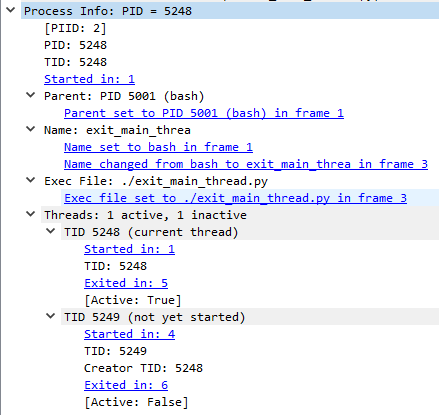 Process Info: PID = 5248
[PIID: 2]
PID: 5248
TID: 5248
Started in: 1
Parent: PID 5001 (bash)
Parent set to PID 5001 (bash) in frame 1
Name: exit_main_threa
Name set to bash in frame 1
Name changed from bash to exit_main_threa in frame 3
Exec File: ./exit_main_thread.py
Exec file set to ./exit_main_thread.py in frame 3
Threads: 1 active, 1 inactive
TID 5248 (current thread)
Started in: 1
TID: 5248
Exited in: 5
[Active: True]
TID 5249 (not yet started)
Started in: 4
TID: 5249
Creator TID: 5248
Exited in: 6
[Active: False]